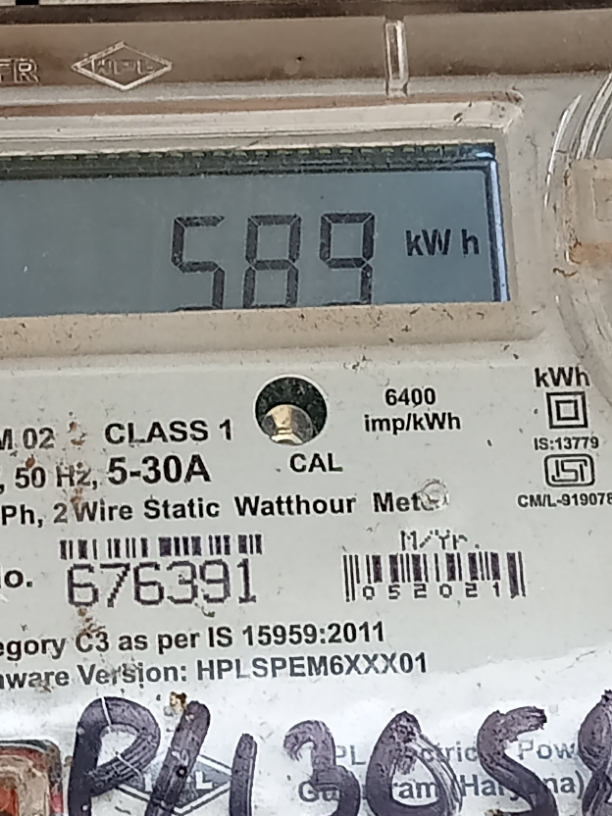 HPL
589 kWh
6400
imp/kWh
kWh
M 02 CLASS 1
IS:13779
, 50 Hz, 5-30A
CAL
Ph, 2 Wire Static Watthour
CM/L-919078
M/Yr.
o. 676391
052021
egory C3 as per IS 15959:2011
ware Version: HPLSPEM6XXX01